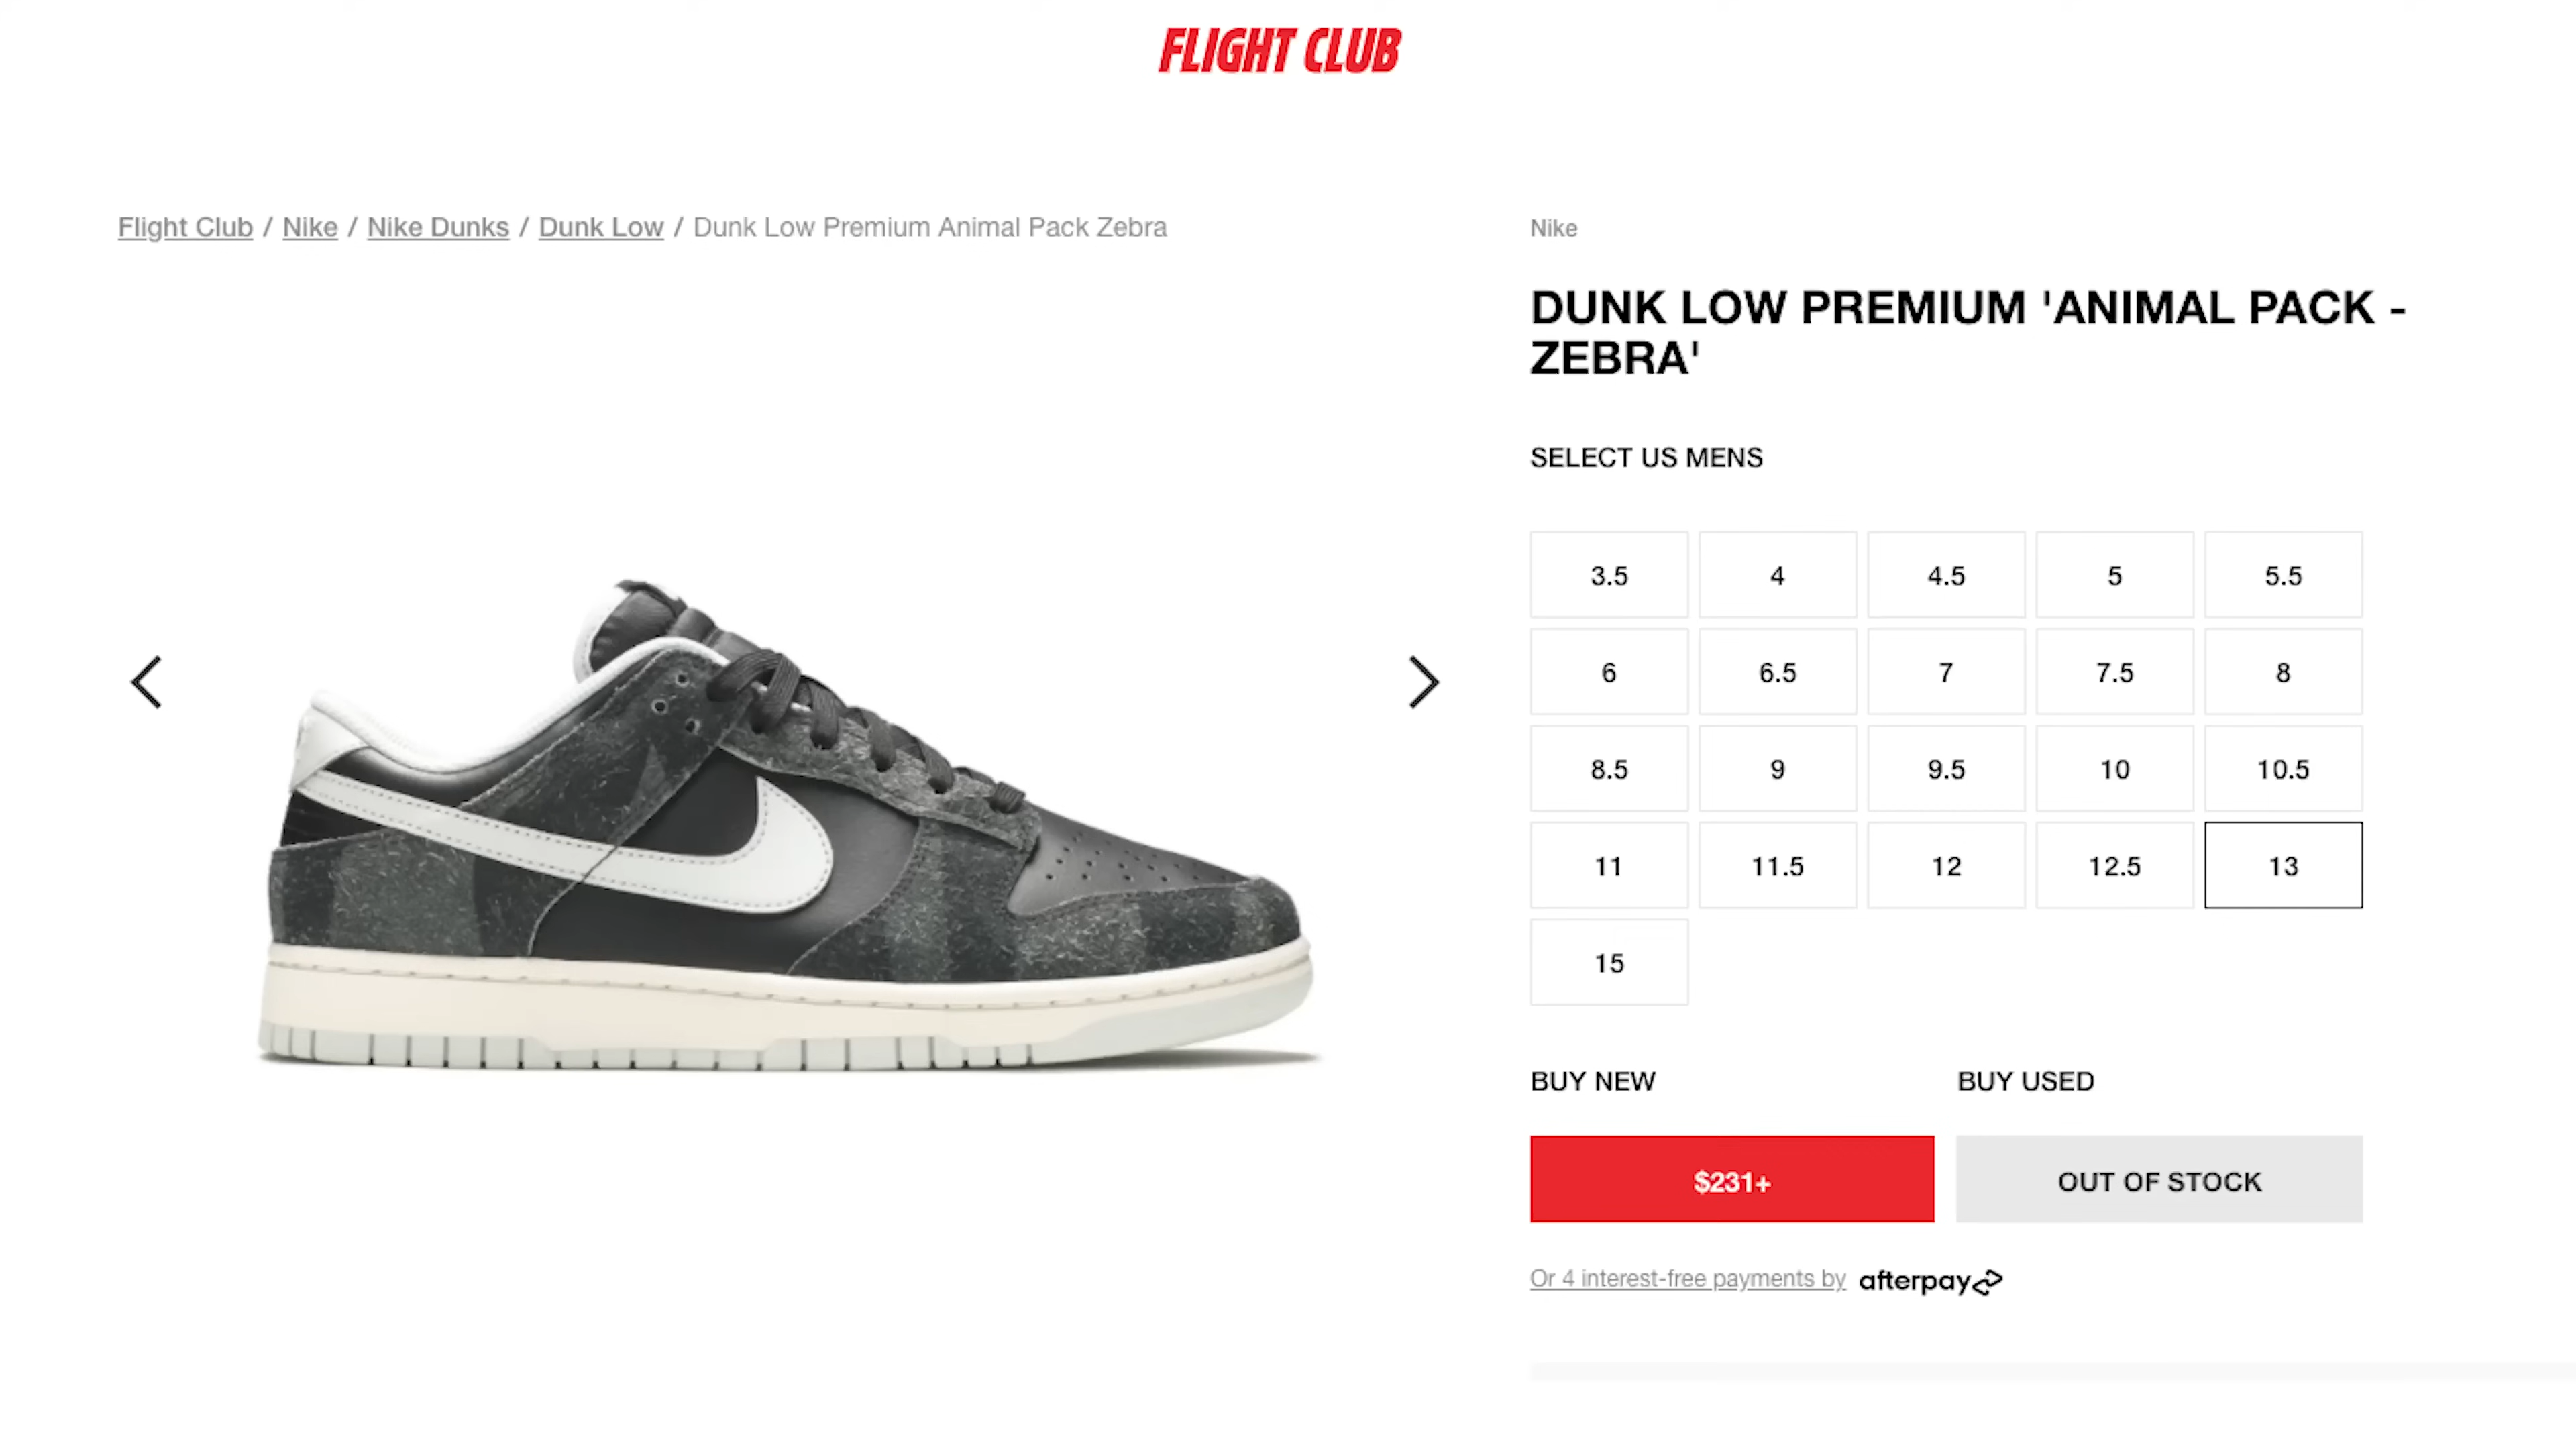 FLIGHT CLUB
Flight Club / Nike / Nike Dunks / Dunk Low / Dunk Low Premium Animal Pack Zebra
Nike
DUNK LOW PREMIUM 'ANIMAL PACK -
ZEBRA'
SELECT US MENS
3.5 4 4.5 5 5.5
6 6.5 7 7.5 8
8.5 9 9.5 10 10.5
11 11.5 12 12.5 13
15
BUY NEW BUY USED
$231+ OUT OF STOCK
Or 4 interest-free payments by afterpay